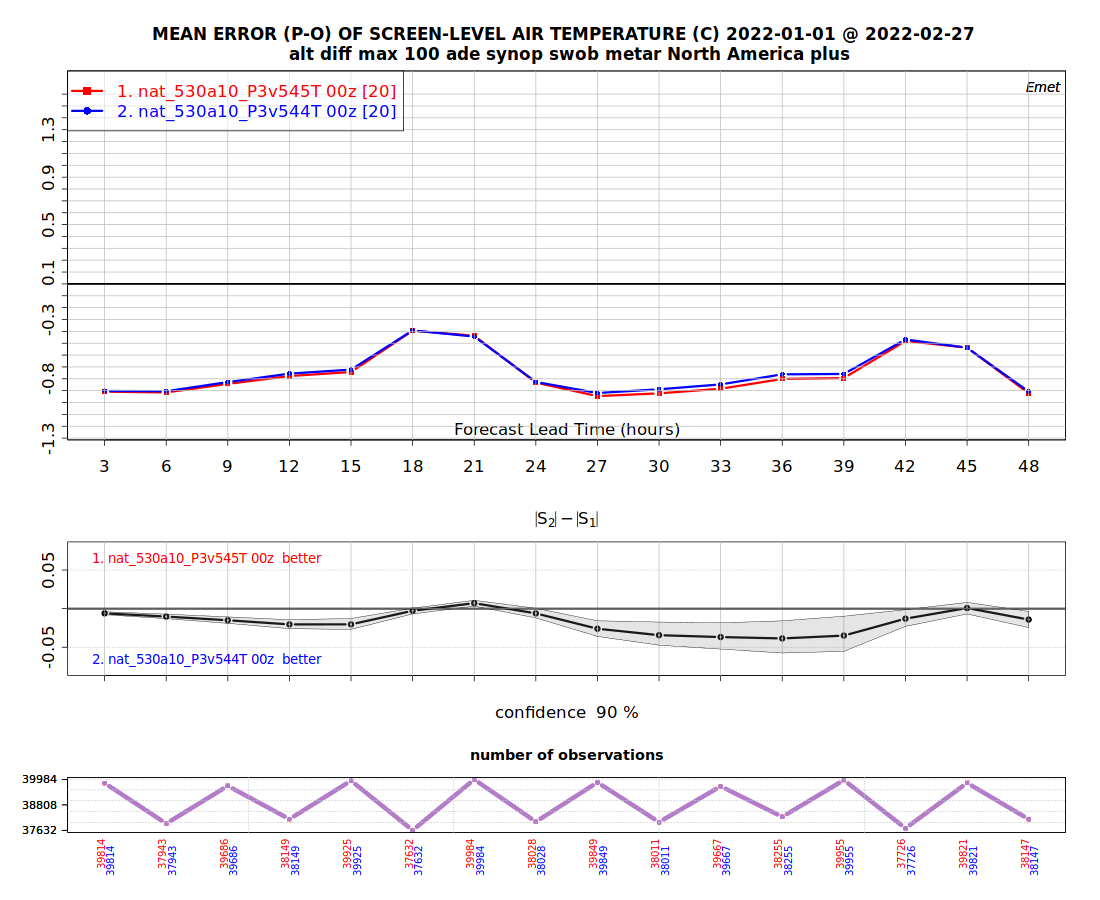 MEAN ERROR (P-O) OF SCREEN-LEVEL AIR TEMPERATURE (C) 2022-01-01 @ 2022-02-27
alt diff max 100 ade synop swob metar North America plus
Emet
1. nat_530a10_P3v545T 00z [20]
2. nat_530a10_P3v544T 00z [20]
1.3
0.9
0.5
0.1
-0.3
-0.8
-1.3
Forecast Lead Time (hours)
3 6 9 12 15 18 21 24 27 30 33 36 39 42 45 48
|S2| − |S1|
1. nat_530a10_P3v545T 00z better
0.05
-0.05
2. nat_530a10_P3v544T 00z better
confidence 90 %
number of observations
39984
38808
37632
39814 37943 39686 38149 39925 37632 39984 38028 39849 38011 39667 38255 39955 37726 39821 38147
39814 37943 39686 38149 39925 37632 39984 38028 39849 38011 39667 38255 39955 37726 39821 38147